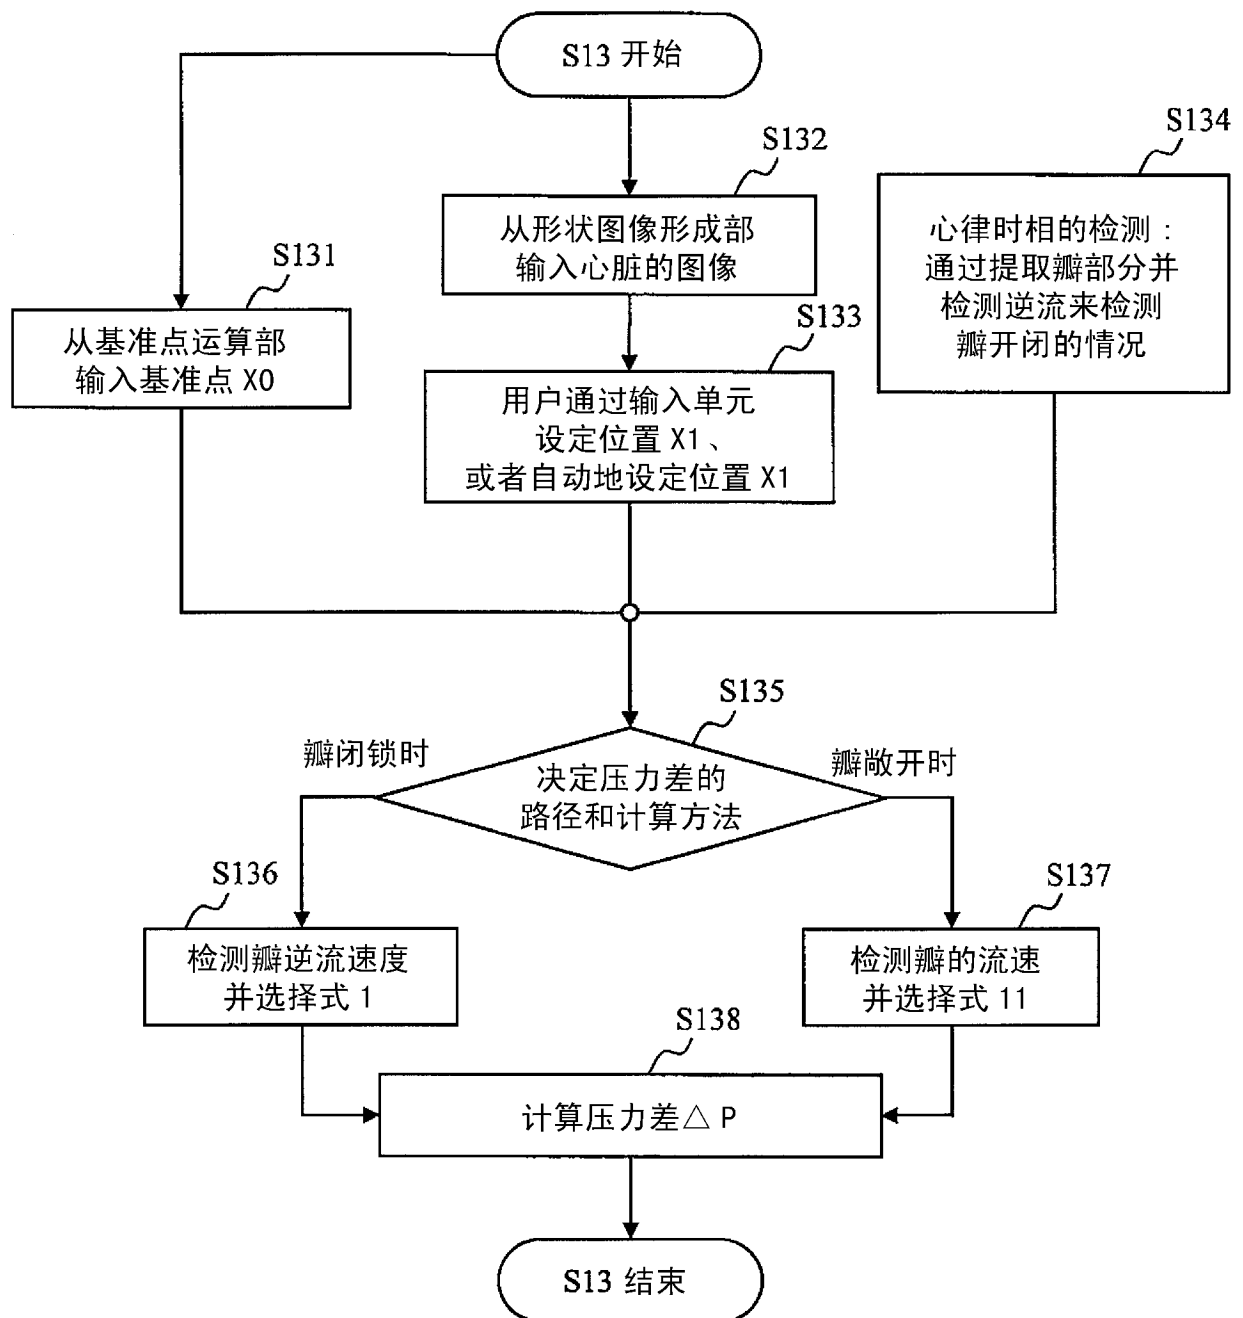 S13 开始
S132
从形状图像形成部
输入心脏的图像
S134
心律时相的检测：
通过提取瓣部分并
检测逆流来检测
瓣开闭的情况
S131
从基准点运算部
输入基准点 X0
S133
用户通过输入单元
设定位置 X1、
或者自动地设定位置 X1
S135
瓣闭锁时
决定压力差的
路径和计算方法
瓣敞开时
S136
检测瓣逆流速度
并选择式 1
S137
检测瓣的流速
并选择式 11
S138
计算压力差△ P
S13 结束